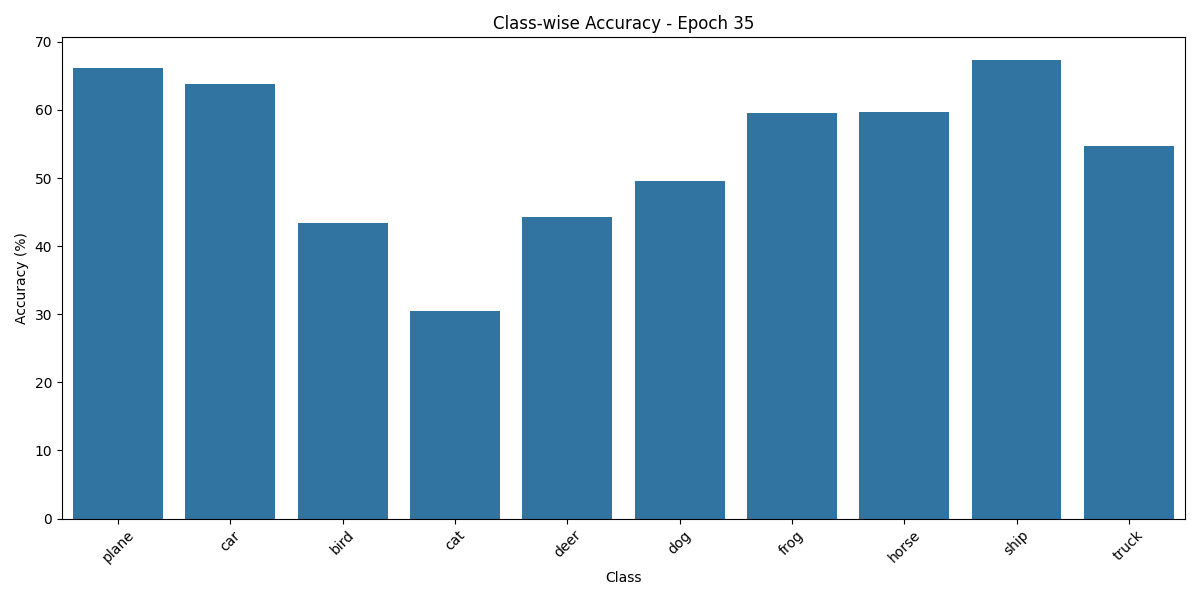 Class-wise Accuracy - Epoch 35
70
60
50
40
30
20
10
0
Accuracy (%)
plane
car
bird
cat
deer
dog
frog
horse
ship
truck
Class